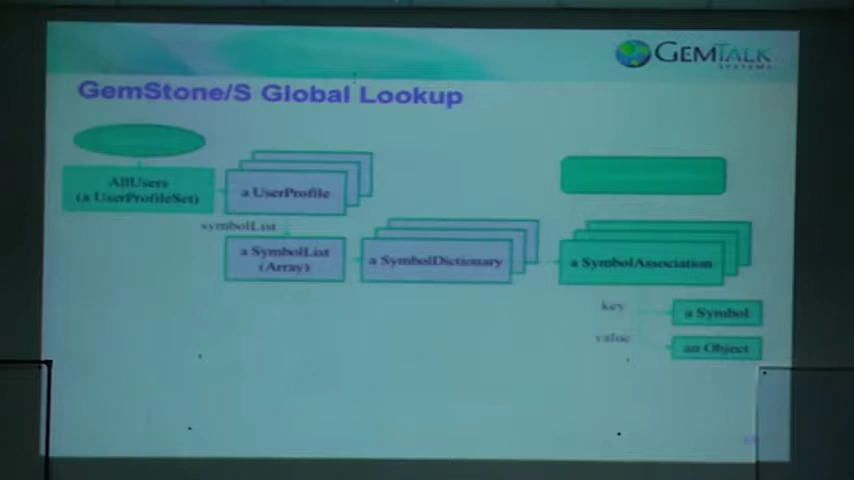 GEMTALK
SYSTEMS
GemStone/S Global Lookup
AllUsers
(a UserProfileSet)
a UserProfile
symbolList
a SymbolList
(Array)
a SymbolDictionary
a SymbolAssociation
key
a Symbol
value
an Object